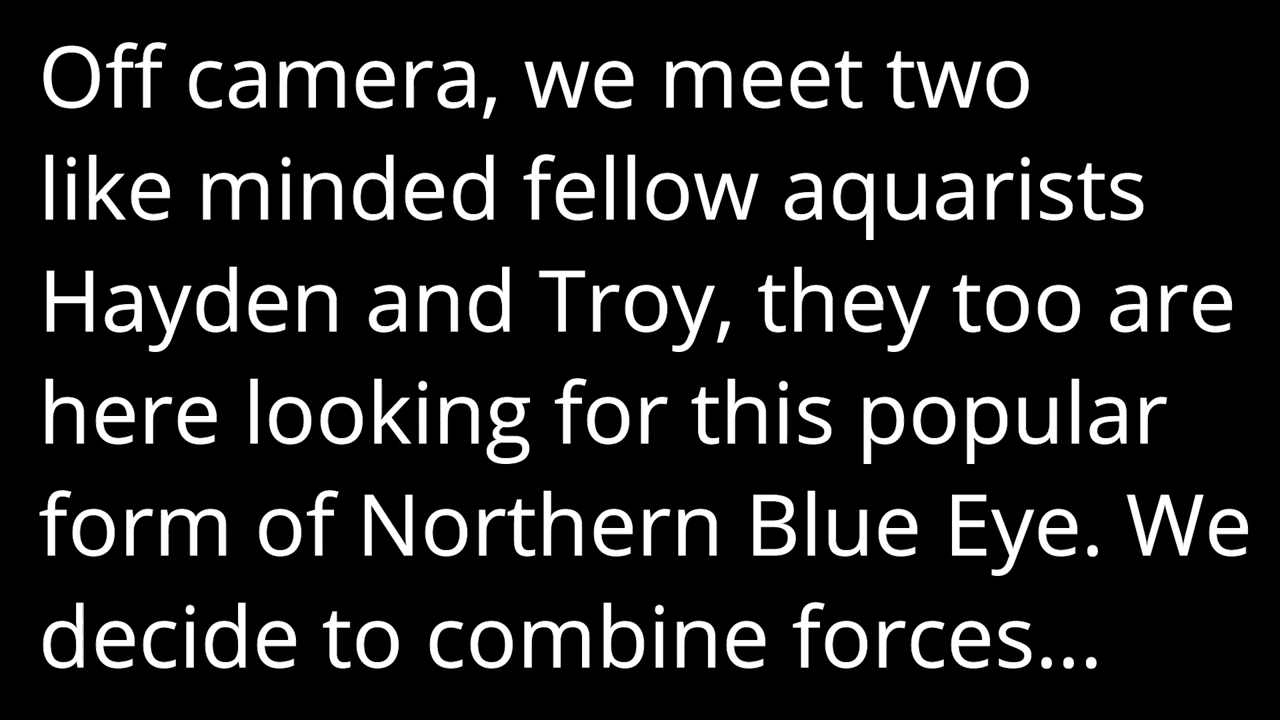 Off camera, we meet two
like minded fellow aquarists
Hayden and Troy, they too are
here looking for this popular
form of Northern Blue Eye. We
decide to combine forces...